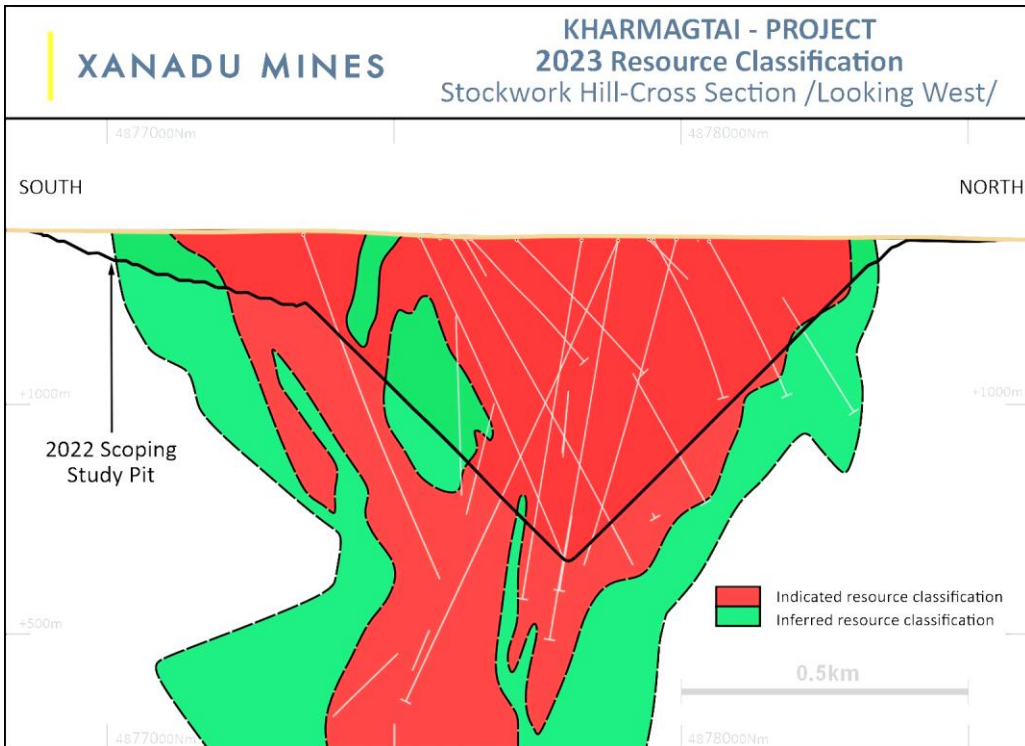 XANADU MINES
KHARMAGTAI - PROJECT
2023 Resource Classification
Stockwork Hill-Cross Section /Looking West/
4877000Nm
4878000Nm
SOUTH
NORTH
+1000m
+1000m
2022 Scoping
Study Pit
Indicated resource classification
Inferred resource classification
+500m
0.5km
4877000Nm
4878000Nm